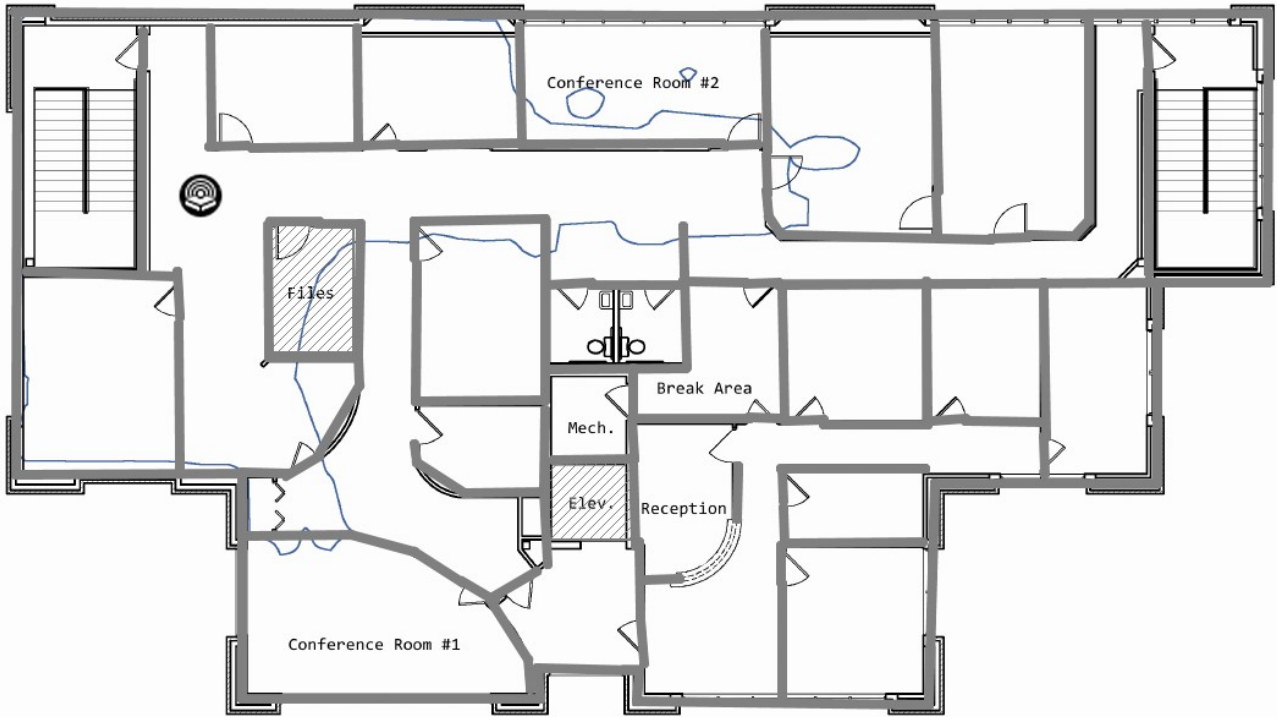 Conference Room #2
Files
Break Area
Mech.
Elev.
Reception
Conference Room #1